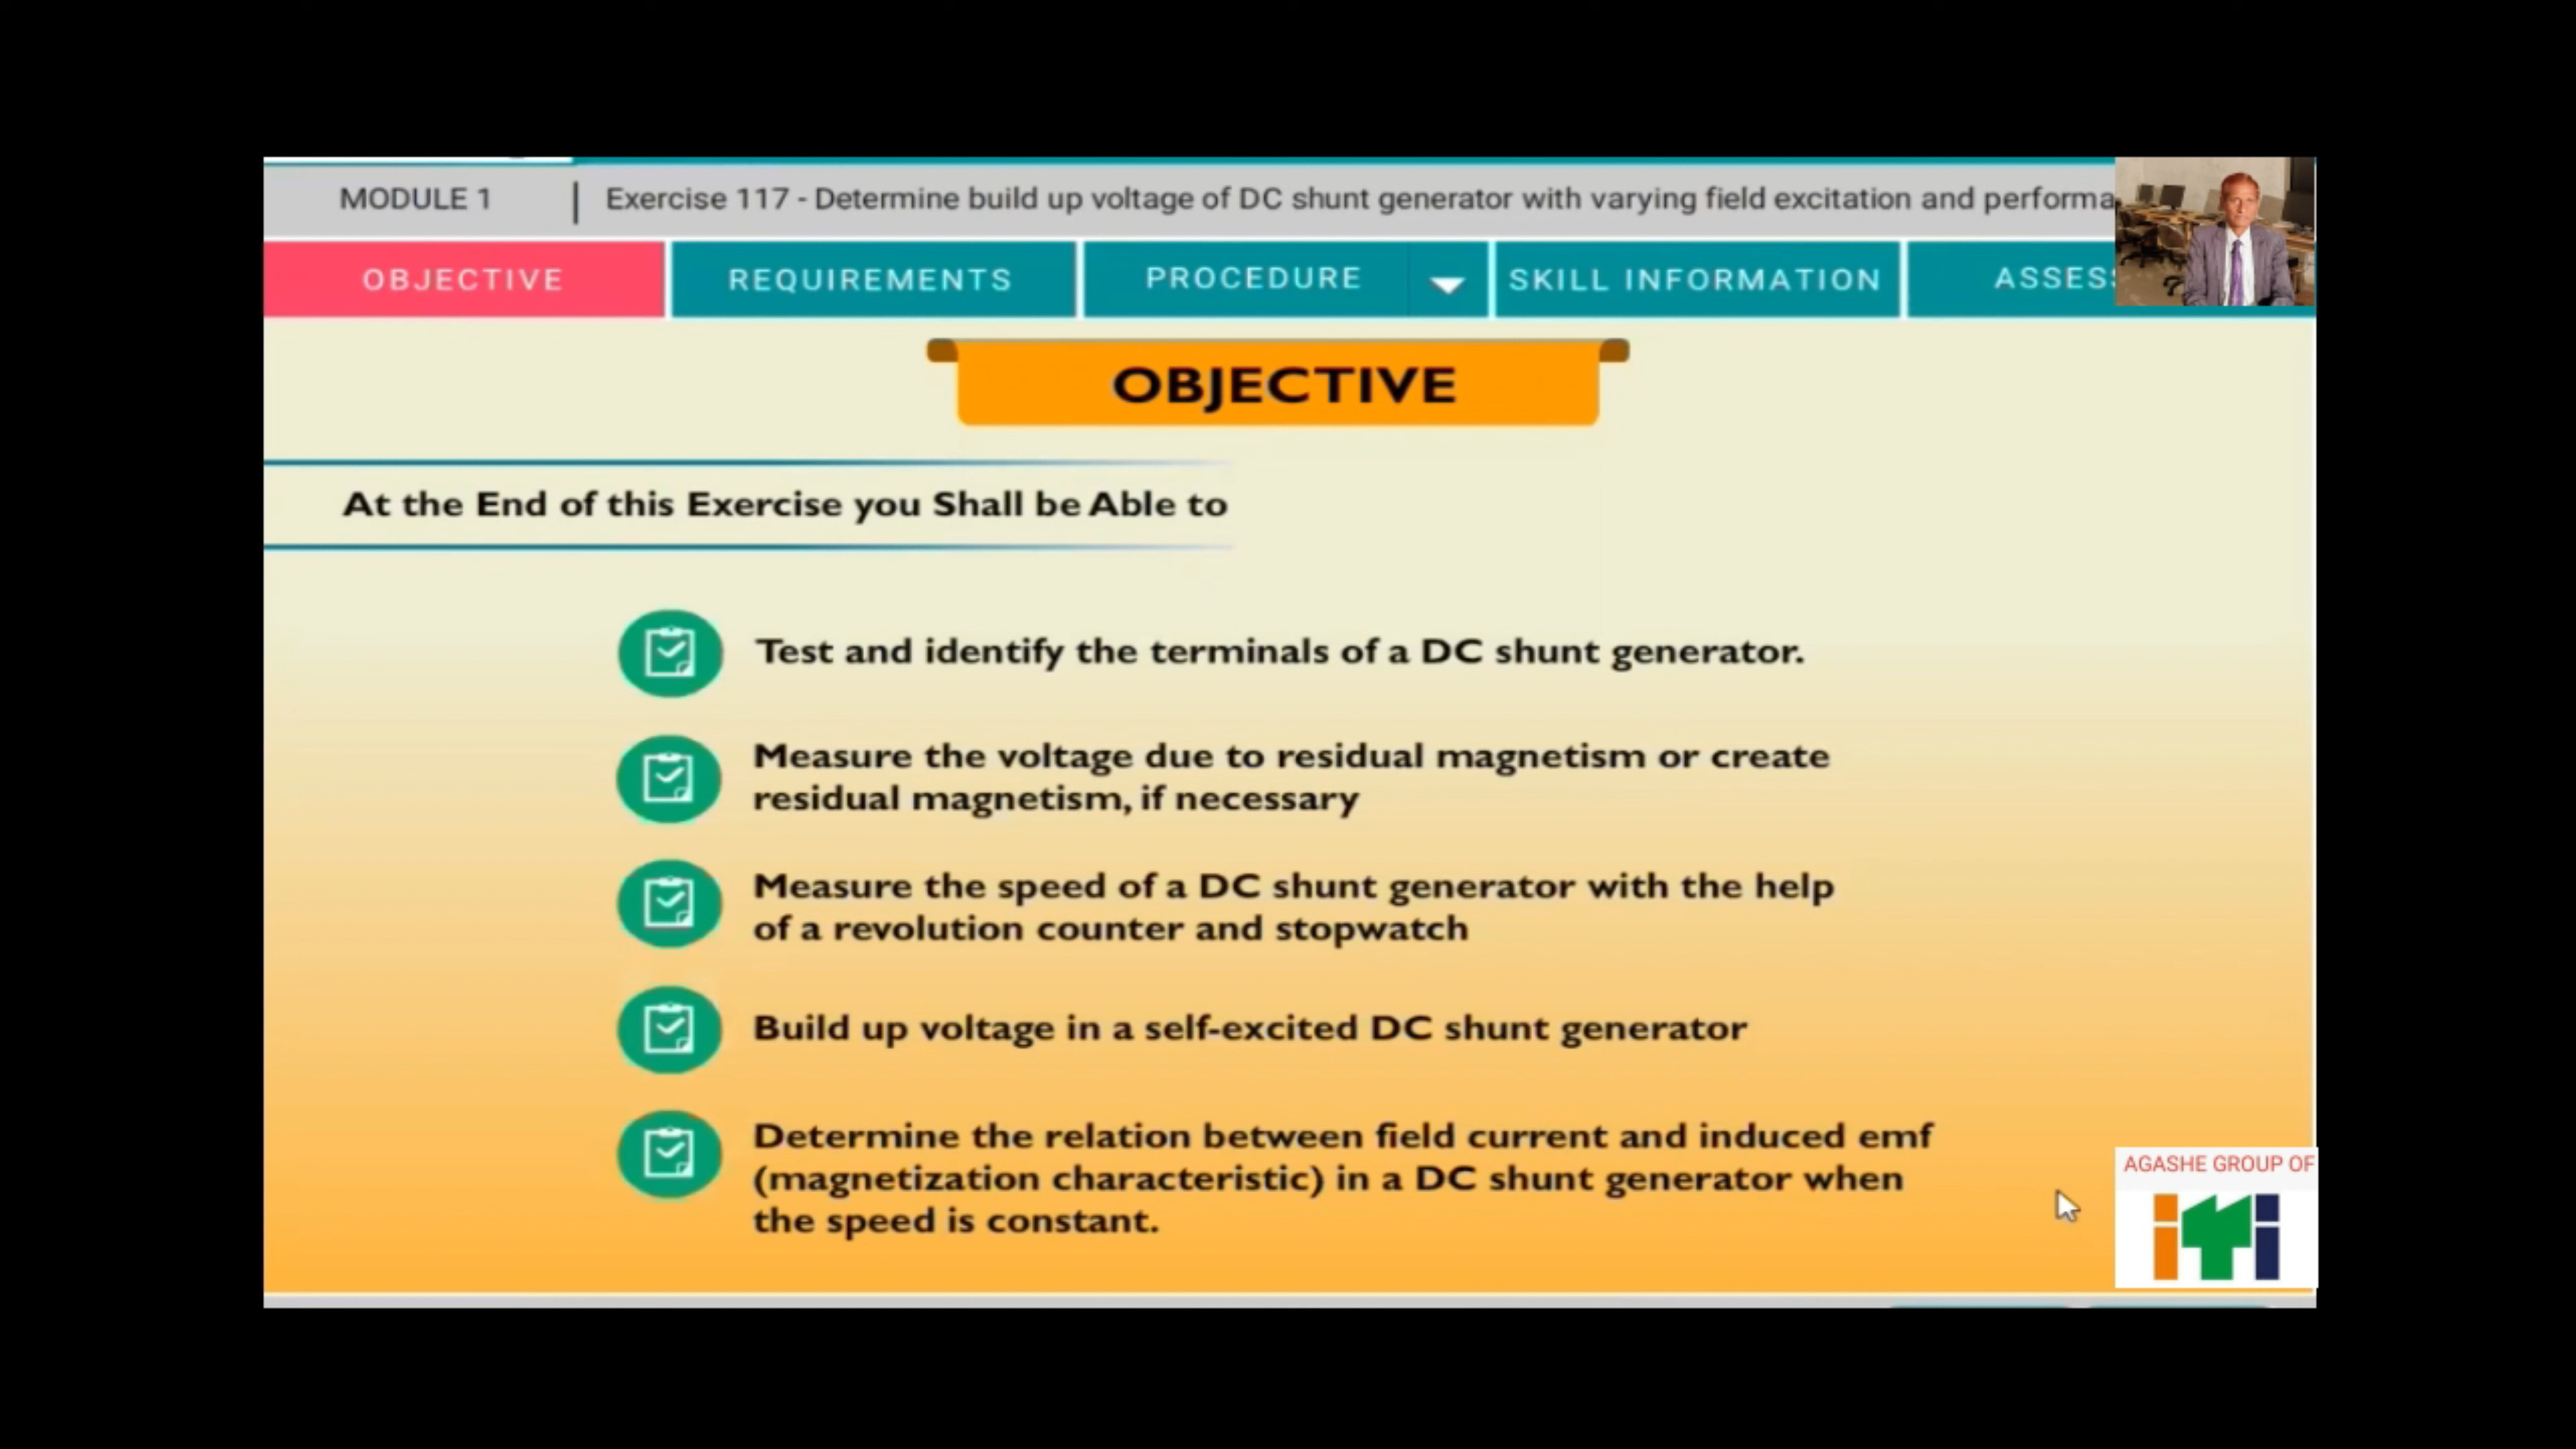 MODULE 1 | Exercise 117 - Determine build up voltage of DC shunt generator with varying field excitation and performa
OBJECTIVE
REQUIREMENTS
PROCEDURE
SKILL INFORMATION
ASSES
OBJECTIVE
At the End of this Exercise you Shall be Able to
Test and identify the terminals of a DC shunt generator.
Measure the voltage due to residual magnetism or create
residual magnetism, if necessary
Measure the speed of a DC shunt generator with the help
of a revolution counter and stopwatch
Build up voltage in a self-excited DC shunt generator
Determine the relation between field current and induced emf
(magnetization characteristic) in a DC shunt generator when
the speed is constant.
AGASHE GROUP OF
iTi